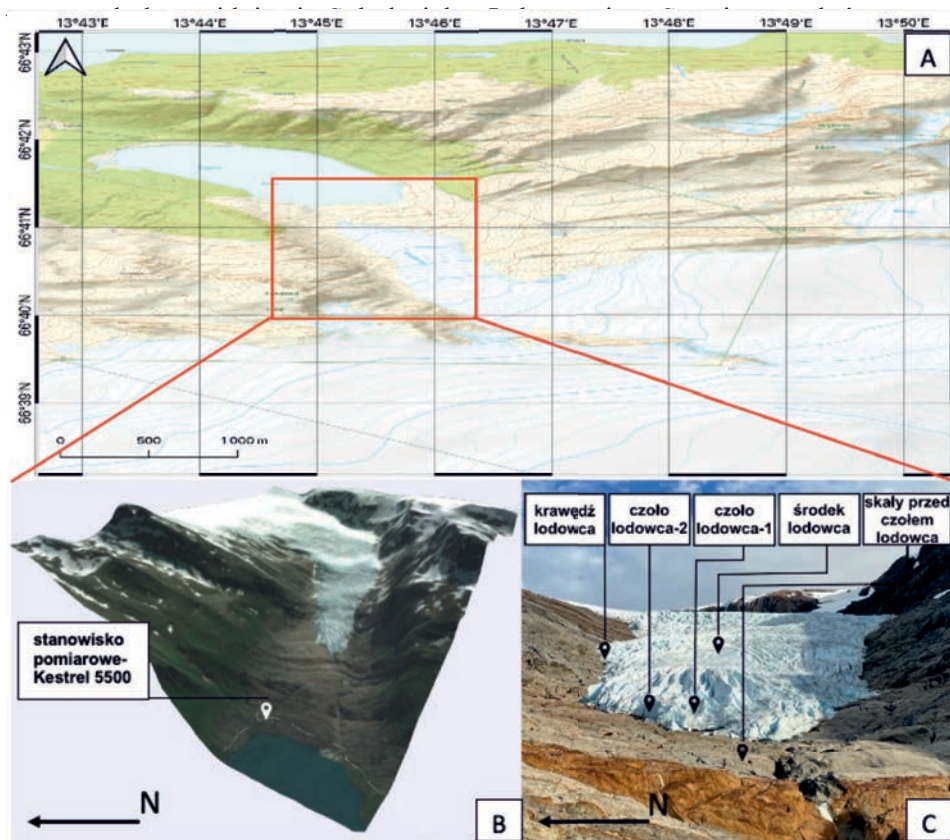 13°43'E 13°44'E 13°45'E 13°46'E 13°47'E 13°48'E 13°49'E 13°50'E
A
66°43'N
66°42'N
66°41'N
66°40'N
66°39'N
0 500 1 000 m
stanowisko
pomiarowe-
Kestrel 5500
N
B
krawędź
lodowca
czoło
lodowca-2
czoło
lodowca-1
środek
lodowca
skały przed
czołem
lodowca
N
C